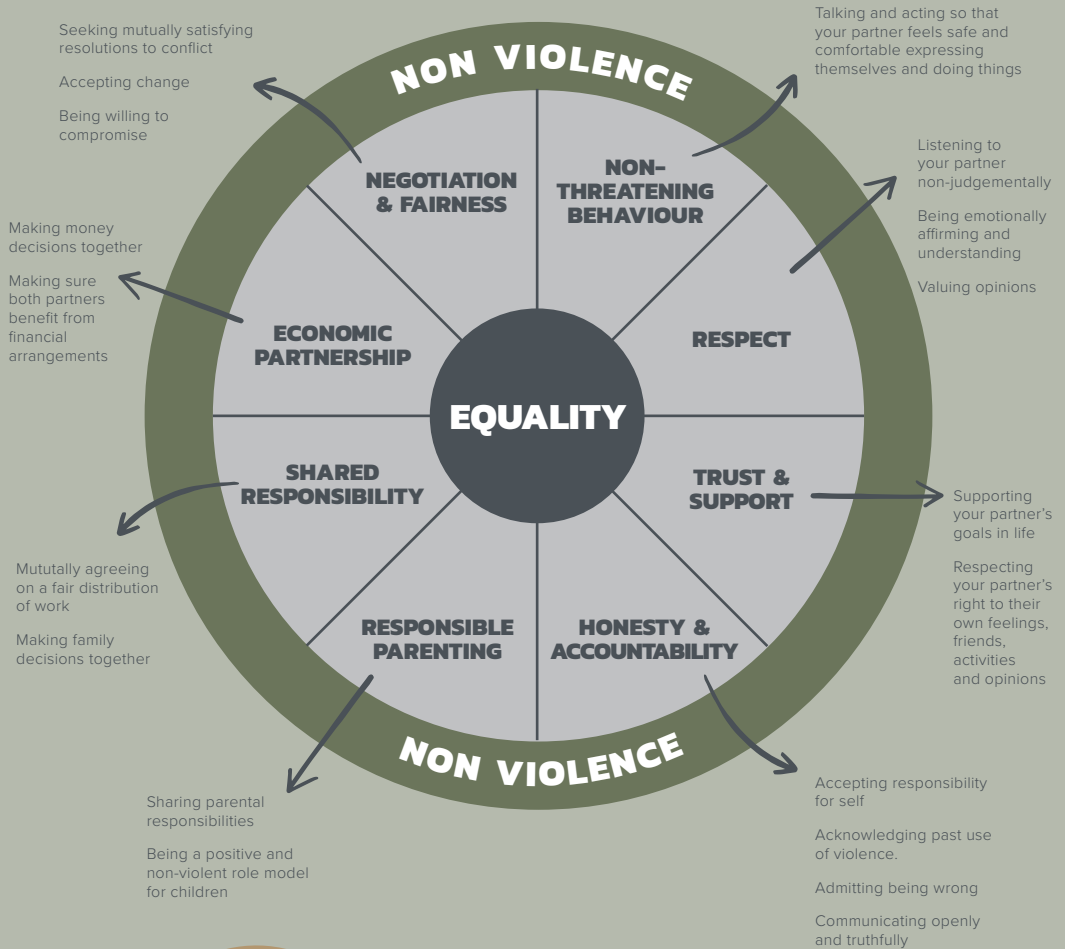 NON VIOLENCE
Seeking mutually satisfying
resolutions to conflict
Accepting change
Being willing to
compromise
NEGOTIATION
& FAIRNESS
Talking and acting so that
your partner feels safe and
comfortable expressing
themselves and doing things
NON-
THREATENING
BEHAVIOUR
Listening to
your partner
non-judgementally
Being emotionally
affirming and
understanding
Valuing opinions
RESPECT
Making money
decisions together
Making sure
both partners
benefit from
financial
arrangements
ECONOMIC
PARTNERSHIP
EQUALITY
SHARED
RESPONSIBILITY
Mututally agreeing
on a fair distribution
of work
Making family
decisions together
TRUST &
SUPPORT
Supporting
your partner's
goals in life
Respecting
your partner's
right to their
own feelings,
friends,
activities
and opinions
RESPONSIBLE
PARENTING
Sharing parental
responsibilities
Being a positive and
non-violent role model
for children
HONESTY &
ACCOUNTABILITY
Accepting responsibility
for self
Acknowledging past use
of violence.
Admitting being wrong
Communicating openly
and truthfully
NON VIOLENCE